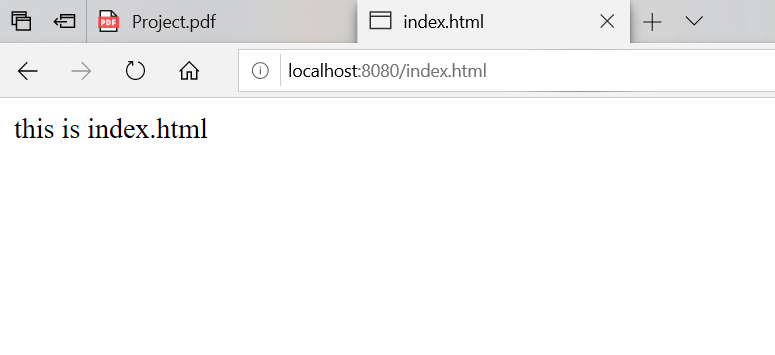 PDF Project.pdf index.html
localhost:8080/index.html
this is index.html